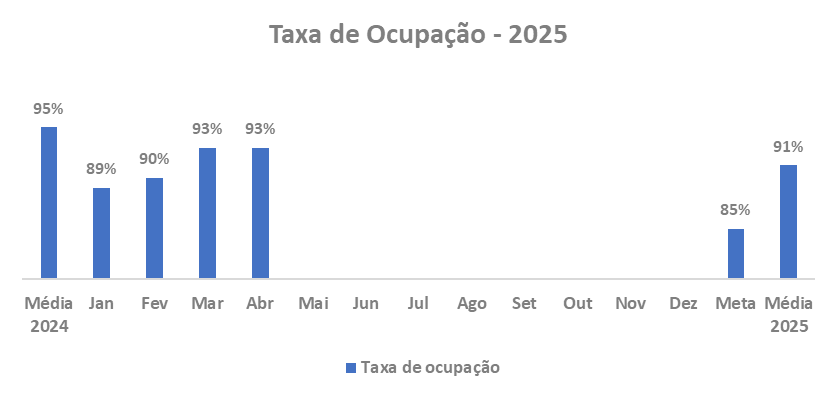 Taxa de Ocupação - 2025
95%
89%
90%
93%
93%
85%
91%
Média 2024
Jan
Fev
Mar
Abr
Mai
Jun
Jul
Ago
Set
Out
Nov
Dez
Meta
Média 2025
Taxa de ocupação